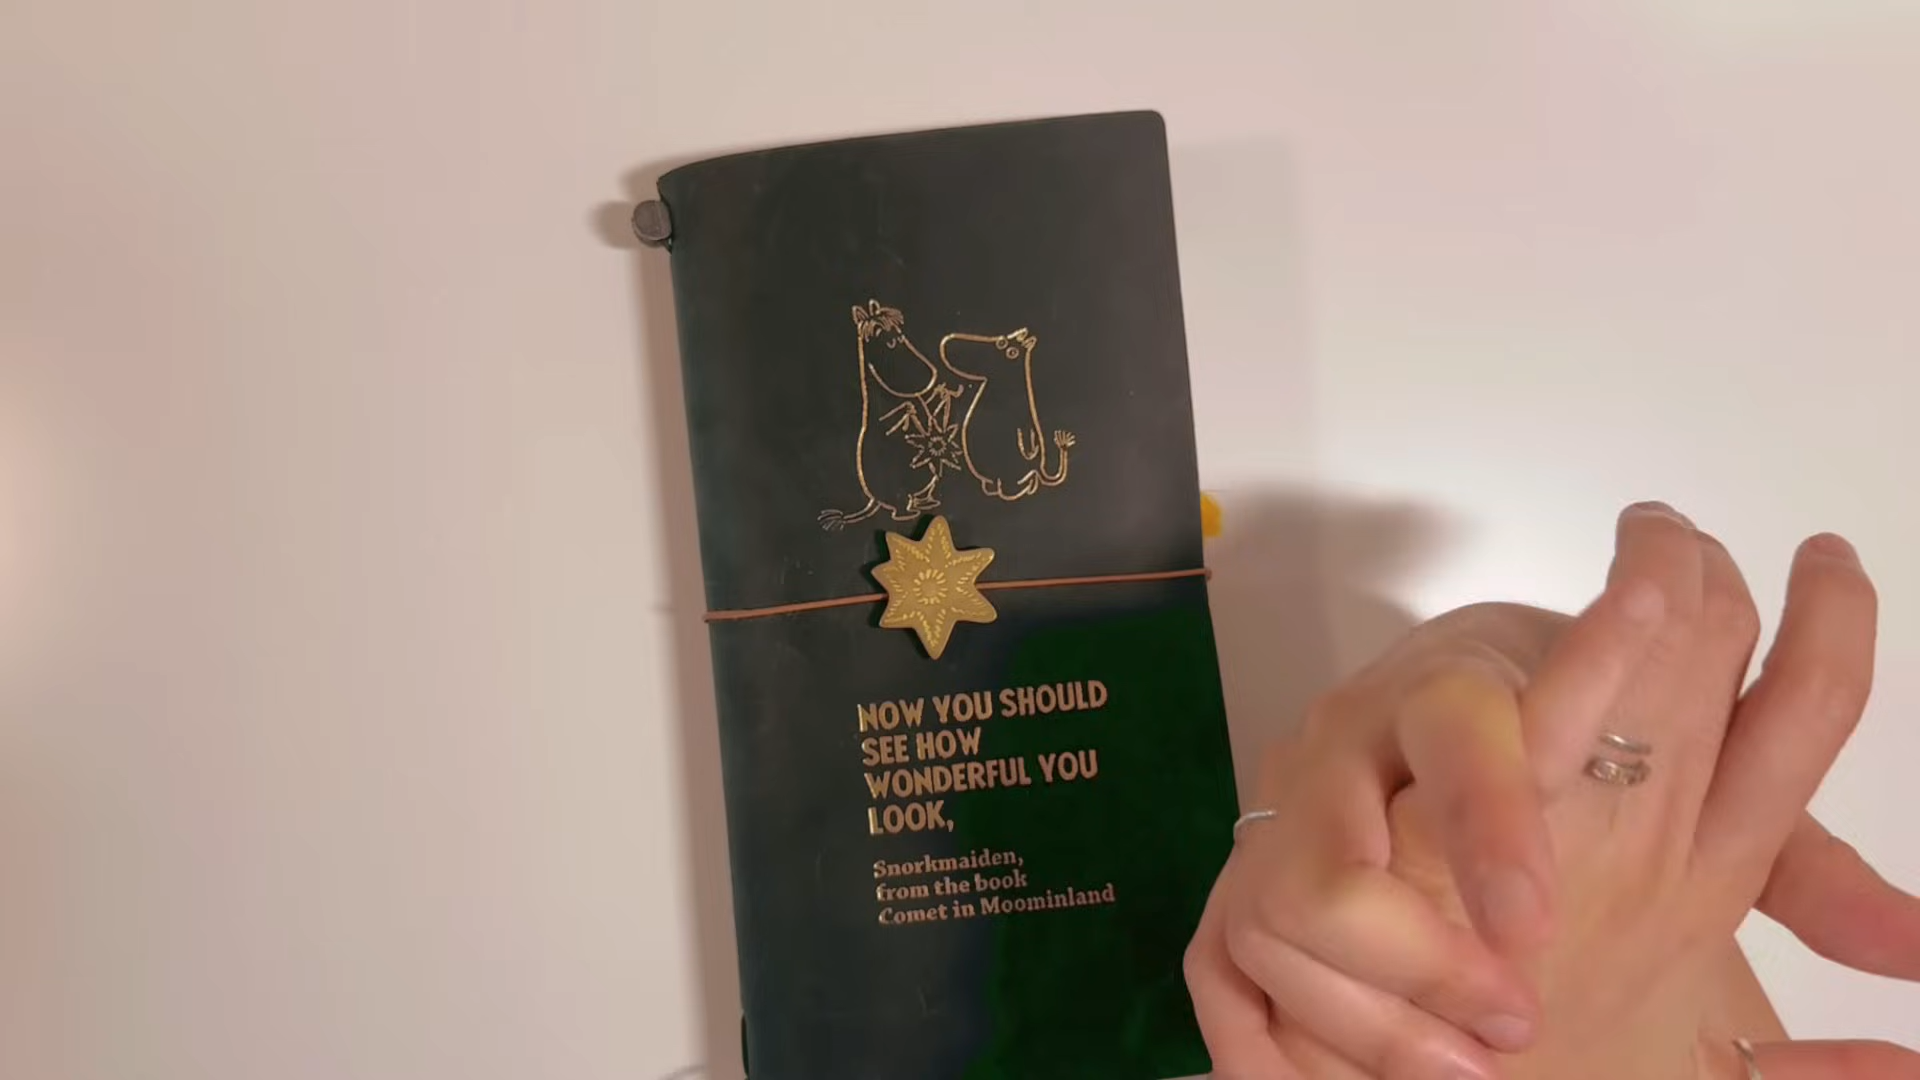 NOW YOU SHOULD
SEE HOW
WONDERFUL YOU
LOOK,
Snorkmaiden,
from the book
Comet in Moominland